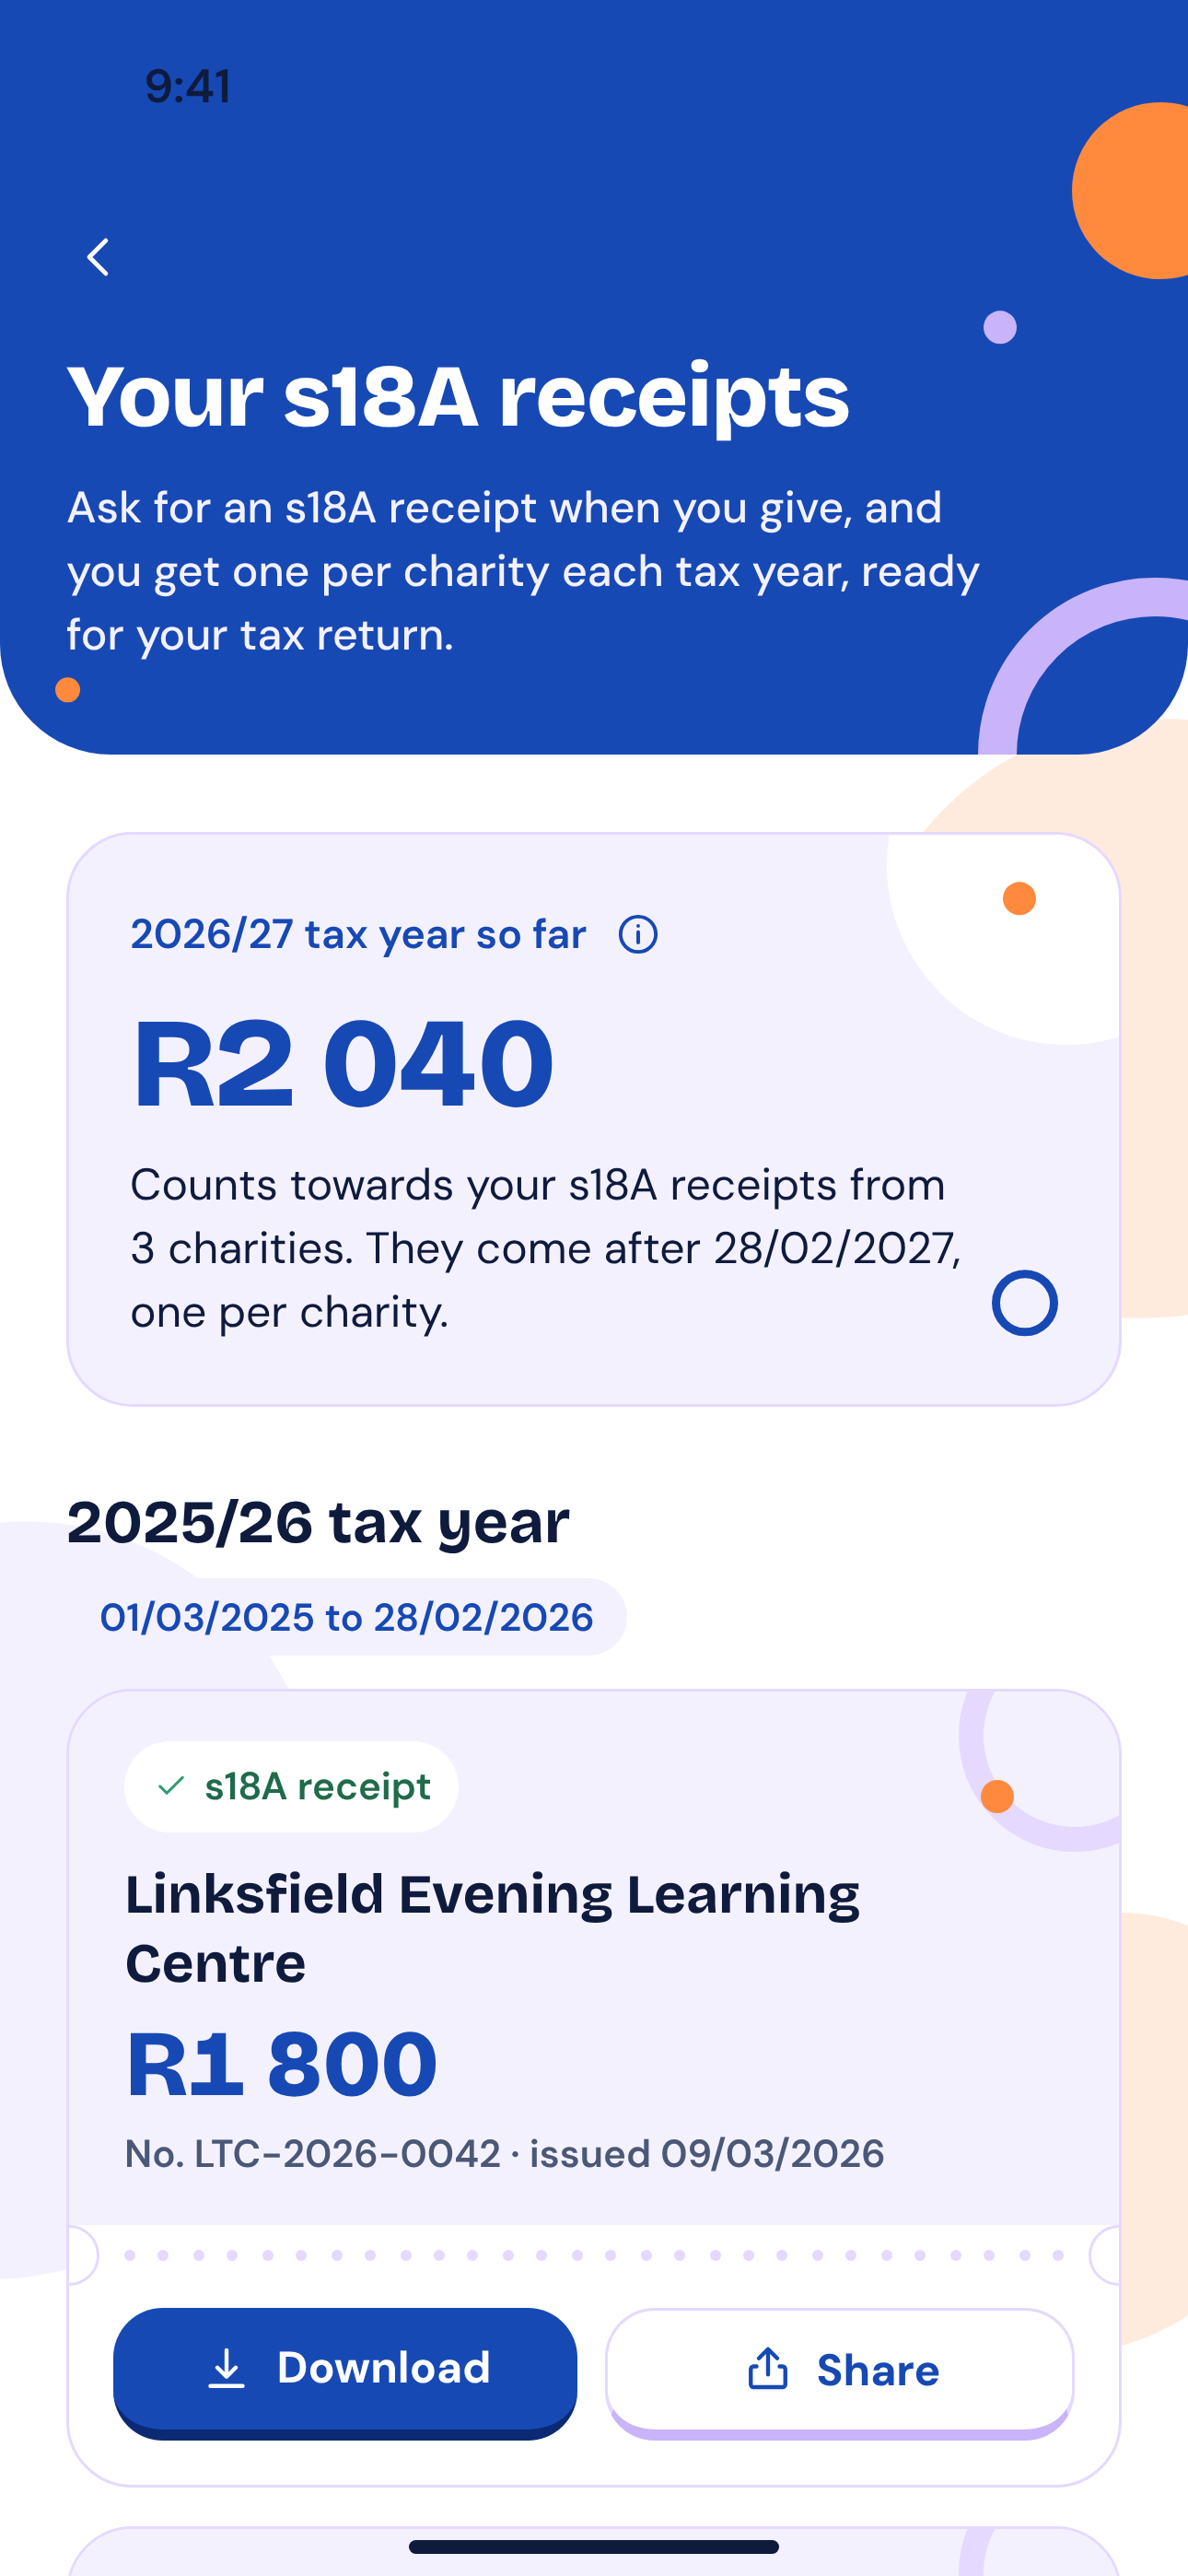 9:41
Your s18A receipts
Ask for an s18A receipt when you give, and
you get one per charity each tax year, ready
for your tax return.
2026/27 tax year so far
R2 040
Counts towards your s18A receipts from
3 charities. They come after 28/02/2027,
one per charity.
2025/26 tax year
01/03/2025 to 28/02/2026
s18A receipt
Linksfield Evening Learning
Centre
R1 800
No. LTC-2026-0042 · issued 09/03/2026
Download
Share